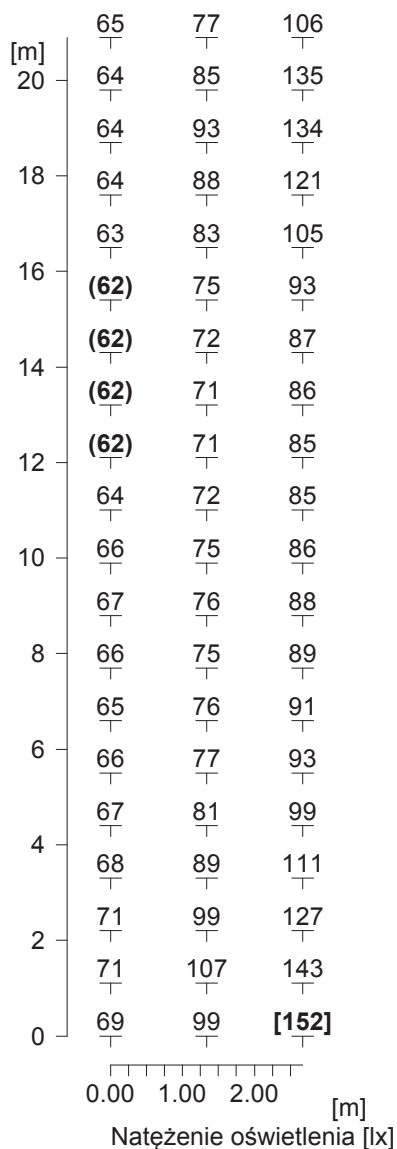 65 77 106
[m]
20 64 85 135
64 93 134
18 64 88 121
63 83 105
16 (62) 75 93
(62) 72 87
14 (62) 71 86
(62) 71 85
12
64 72 85
10 66 75 86
67 76 88
8 66 75 89
65 76 91
6 66 77 93
67 81 99
4 68 89 111
2 71 99 127
71 107 143
0 69 99 [152]
0.00 1.00 2.00 [m]
Natężenie oświetlenia [lx]